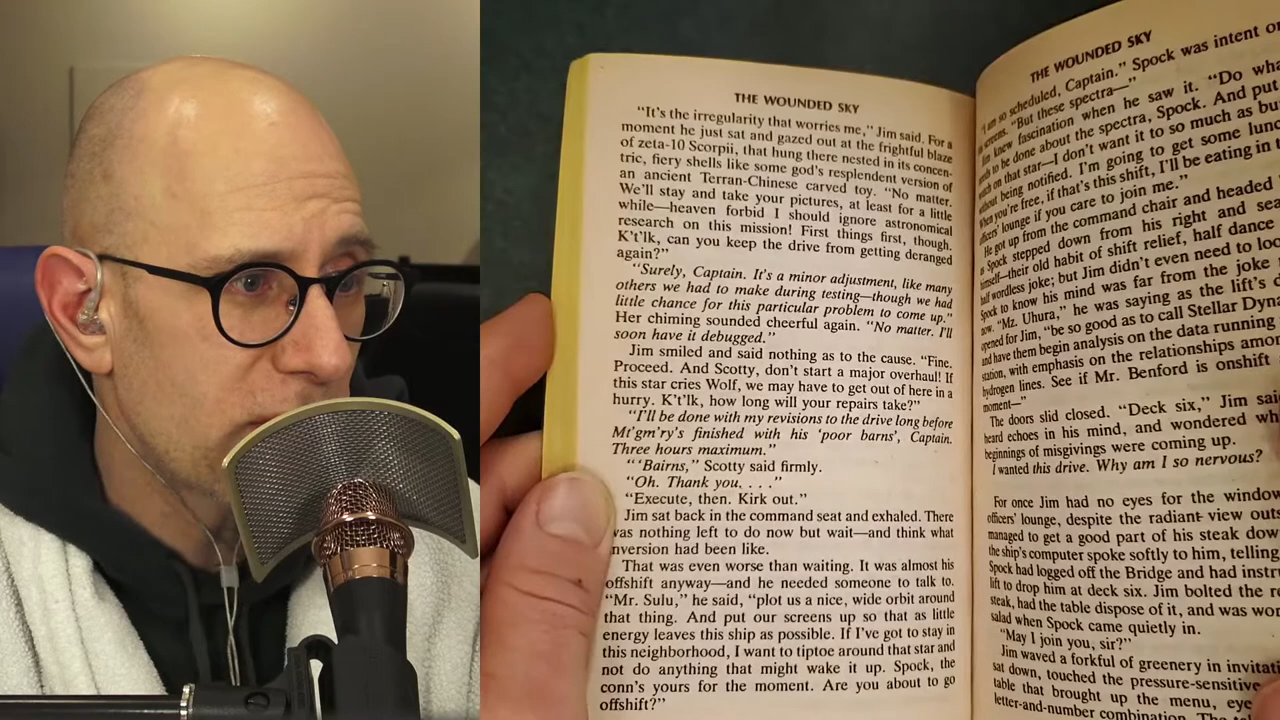 THE WOUNDED SKY
"It's the irregularity that worries me," Jim said. For a
moment he just sat and gazed out at the frightful blaze
of zeta-10 Scorpii, that hung there nested in its concen-
tric, fiery shells like some god's resplendent version of
an ancient Terran-Chinese carved toy. "No matter.
We'll stay and take your pictures, at least for a little
while—heaven forbid I should ignore astronomical
research on this mission! First things first, though.
K't'lk, can you keep the drive from getting deranged
again?"
"Surely, Captain. It's a minor adjustment, like many
others we had to make during testing—though we had
little chance for this particular problem to come up."
Her chiming sounded cheerful again. "No matter. I'll
soon have it debugged."
Jim smiled and said nothing as to the cause. "Fine.
Proceed. And Scotty, don't start a major overhaul! If
this star cries Wolf, we may have to get out of here in a
hurry. K't'lk, how long will your repairs take?"
"I'll be done with my revisions to the drive long before
Mt'gm'ry's finished with his 'poor barns', Captain.
Three hours maximum."
"'Bairns," Scotty said firmly.
"Oh. Thank you. . . ."
"Execute, then. Kirk out."
Jim sat back in the command seat and exhaled. There
was nothing left to do now but wait—and think what
inversion had been like.
That was even worse than waiting. It was almost his
offshift anyway—and he needed someone to talk to.
"Mr. Sulu," he said, "plot us a nice, wide orbit around
that thing. And put our screens up so that as little
energy leaves this ship as possible. If I've got to stay in
this neighborhood, I want to tiptoe around that star and
not do anything that might wake it up. Spock, the
conn's yours for the moment. Are you about to go
offshift?"
THE WOUNDED SKY
am so scheduled, Captain." Spock was intent on
screens. "But these spectra—"
Jim knew fascination when he saw it. "Do
to be done about the spectra, Spock. And put
watch on that star—I don't want it to so much as
without being notified. I'm going to get some
When you're free, if that's this shift, I'll be eating in
officers' lounge if you care to join me."
He got up from the command chair and headed
as Spock stepped down from his right and
himself—their old habit of shift relief, half dance
half wordless joke; but Jim didn't even need to
Spock to know his mind was far from the joke
now. "Mz. Uhura," he was saying as the lift's
opened for Jim, "be so good as to call Stellar
and have them begin analysis on the data running
station, with emphasis on the relationships
hydrogen lines. See if Mr. Benford is onshift
moment—"
The doors slid closed. "Deck six," Jim
heard echoes in his mind, and wondered
beginnings of misgivings were coming up.
I wanted this drive. Why am I so nervous?
For once Jim had no eyes for the
officers' lounge, despite the radiant view
managed to get a good part of his steak
the ship's computer spoke softly to him, telling
Spock had logged off the Bridge and had
lift to drop him at deck six. Jim bolted the
steak, had the table dispose of it, and was
salad when Spock came quietly in.
"May I join you, sir?"
Jim waved a forkful of greenery in
sat down, touched the pressure-sensitive
table that brought up the menu,
letter-and-number combination.